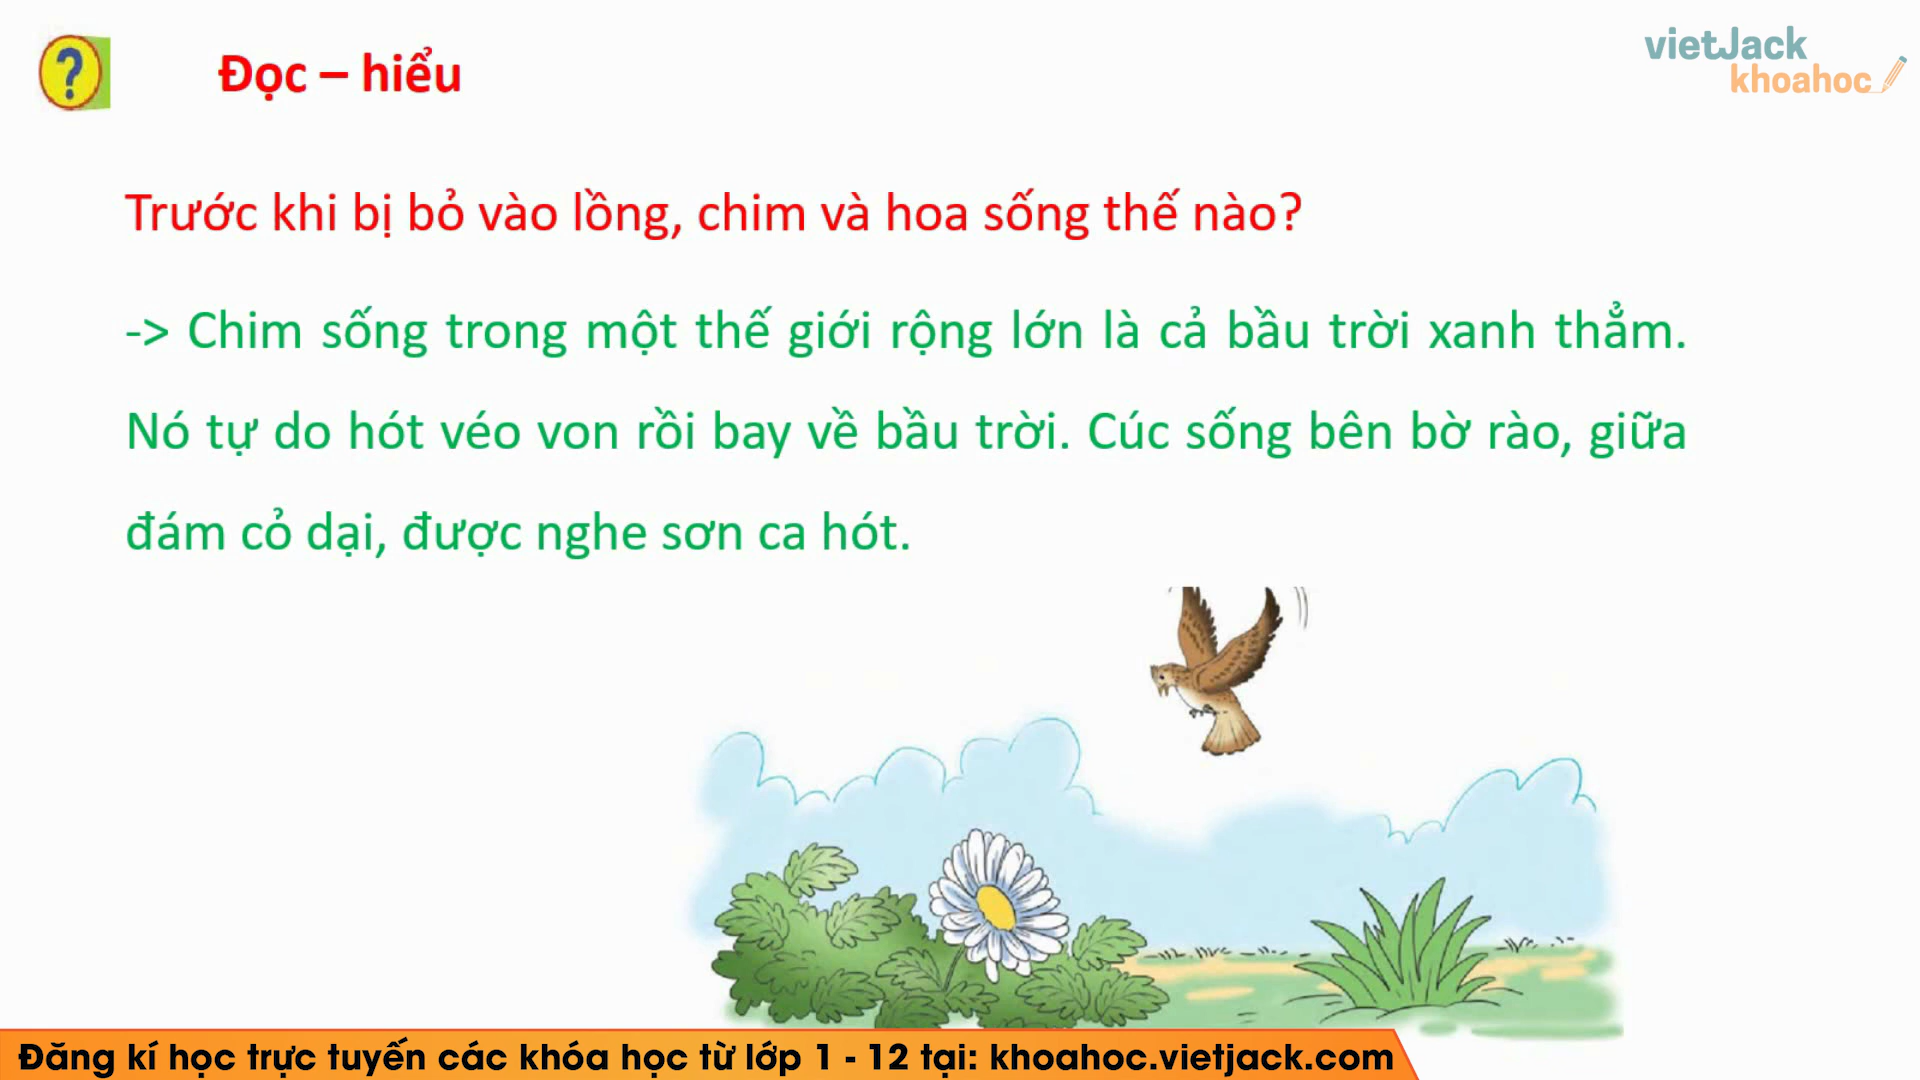 ?
Đọc – hiểu
vietJack
khoahoc
Trước khi bị bỏ vào lồng, chim và hoa sống thế nào?
-> Chim sống trong một thế giới rộng lớn là cả bầu trời xanh thẳm.
Nó tự do hót véo von rồi bay về bầu trời. Cúc sống bên bờ rào, giữa
đám cỏ dại, được nghe sơn ca hót.
Đăng kí học trực tuyến các khóa học từ lớp 1 - 12 tại: khoahoc.vietjack.com